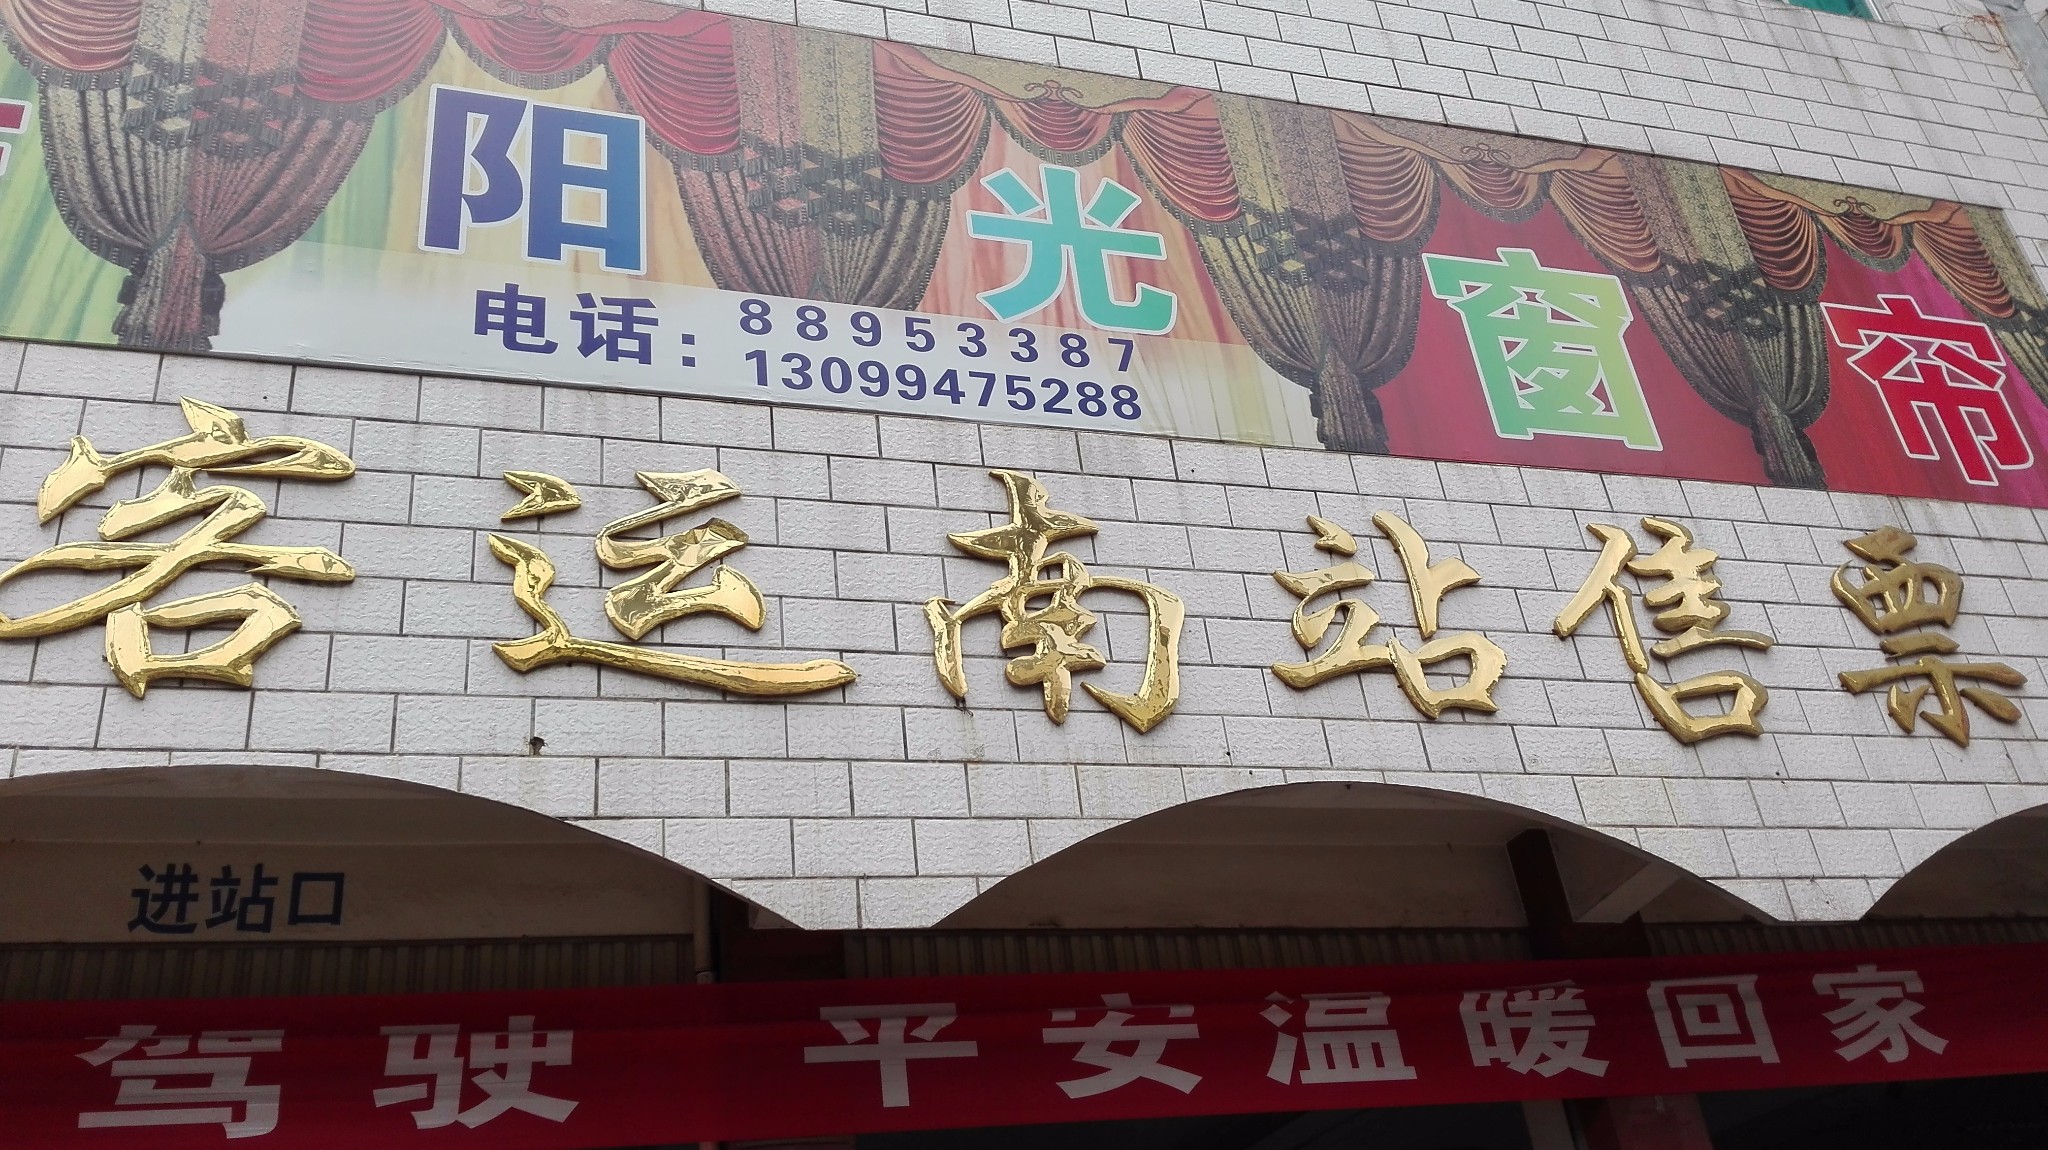 阳光窗帘
电话：88953387
13099475288
客运南站售票
进站口
驾驶 平安温暖回家